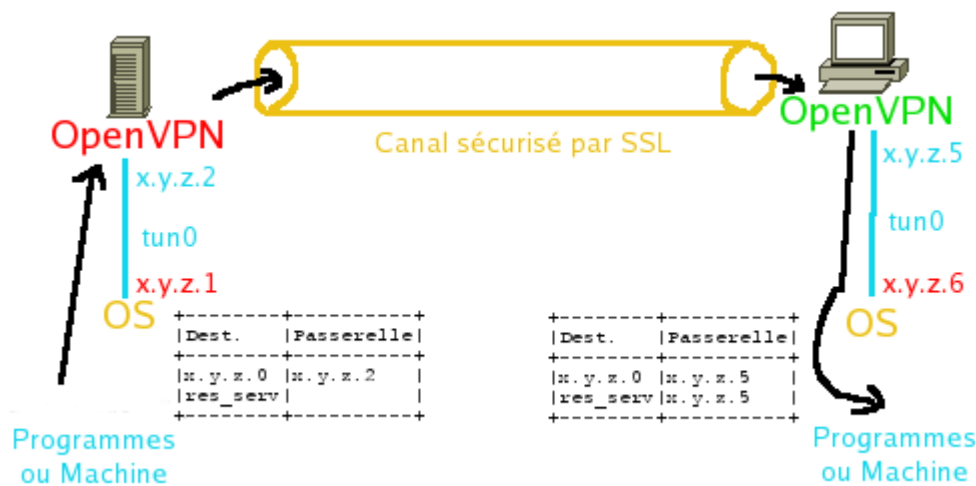 OpenVPN
Canal sécurisé par SSL
OpenVPN
x.y.z.2
x.y.z.5
tun0
tun0
x.y.z.1
x.y.z.6
OS
OS
+--------+----------+
|Dest.   |Passerelle|
+--------+----------+
|x.y.z.0 |x.y.z.2   |
|res_serv|          |
+--------+----------+
+--------+----------+
|Dest.   |Passerelle|
+--------+----------+
|x.y.z.0 |x.y.z.5   |
|res_serv|x.y.z.5   |
+--------+----------+
Programmes
ou Machine
Programmes
ou Machine